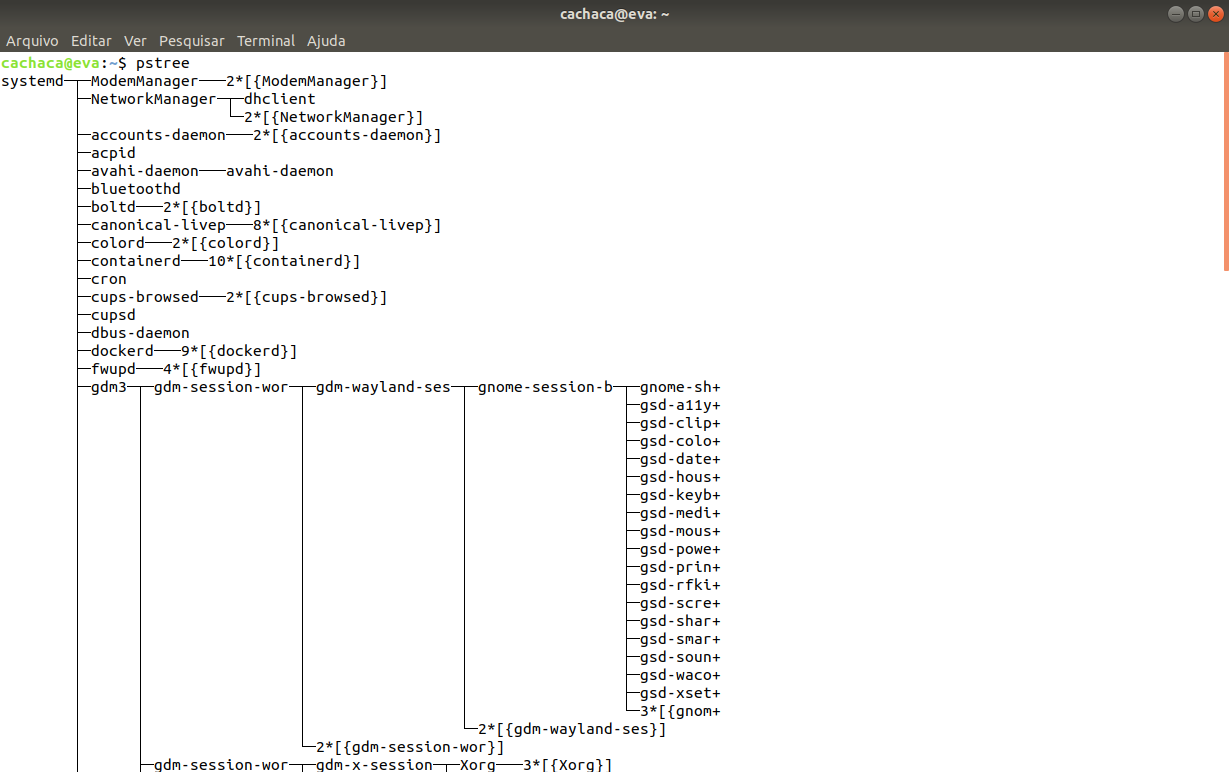 cachaca@eva: ~
Arquivo Editar Ver Pesquisar Terminal Ajuda
cachaca@eva:~$ pstree
systemd─┬─ModemManager───2*[{ModemManager}]
        ├─NetworkManager─┬─dhclient
        │                └─2*[{NetworkManager}]
        ├─accounts-daemon───2*[{accounts-daemon}]
        ├─acpid
        ├─avahi-daemon───avahi-daemon
        ├─bluetoothd
        ├─boltd───2*[{boltd}]
        ├─canonical-livep───8*[{canonical-livep}]
        ├─colord───2*[{colord}]
        ├─containerd───10*[{containerd}]
        ├─cron
        ├─cups-browsed───2*[{cups-browsed}]
        ├─cupsd
        ├─dbus-daemon
        ├─dockerd───9*[{dockerd}]
        ├─fwupd───4*[{fwupd}]
        ├─gdm3─┬─gdm-session-wor─┬─gdm-wayland-ses─┬─gnome-session-b─┬─gnome-sh+
        │      │                 │                 │                 ├─gsd-a11y+
        │      │                 │                 │                 ├─gsd-clip+
        │      │                 │                 │                 ├─gsd-colo+
        │      │                 │                 │                 ├─gsd-date+
        │      │                 │                 │                 ├─gsd-hous+
        │      │                 │                 │                 ├─gsd-keyb+
        │      │                 │                 │                 ├─gsd-medi+
        │      │                 │                 │                 ├─gsd-mous+
        │      │                 │                 │                 ├─gsd-powe+
        │      │                 │                 │                 ├─gsd-prin+
        │      │                 │                 │                 ├─gsd-rfki+
        │      │                 │                 │                 ├─gsd-scre+
        │      │                 │                 │                 ├─gsd-shar+
        │      │                 │                 │                 ├─gsd-smar+
        │      │                 │                 │                 ├─gsd-soun+
        │      │                 │                 │                 ├─gsd-waco+
        │      │                 │                 │                 ├─gsd-xset+
        │      │                 │                 │                 └─3*[{gnom+
        │      │                 │                 └─2*[{gdm-wayland-ses}]
        │      │                 └─2*[{gdm-session-wor}]
        │      ├─gdm-session-wor─┬─gdm-x-session─┬─Xorg───3*[{Xorg}]